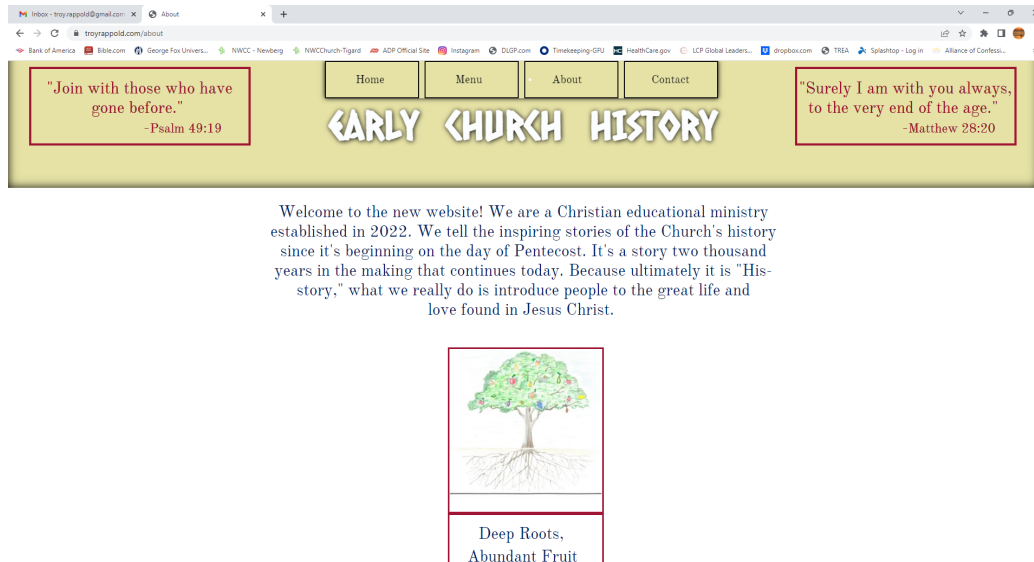 Inbox - troy.rappold@gmail.com
About
troyrappold.com/about
Bank of America
Bible.com
George Fox Univers...
NWCC - Newberg
NWCChurch-Tigard
ADP Official Site
Instagram
DLGP.com
Timekeeping-GFU
HealthCare.gov
LCP Global Leaders...
dropbox.com
TREA
Splashtop - Log in
Alliance of Confessi...
"Join with those who have
gone before."
-Psalm 49:19
Home
Menu
About
Contact
EARLY CHURCH HISTORY
"Surely I am with you always,
to the very end of the age."
-Matthew 28:20
Welcome to the new website! We are a Christian educational ministry
established in 2022. We tell the inspiring stories of the Church's history
since it's beginning on the day of Pentecost. It's a story two thousand
years in the making that continues today. Because ultimately it is "His-
story," what we really do is introduce people to the great life and
love found in Jesus Christ.
Deep Roots,
Abundant Fruit